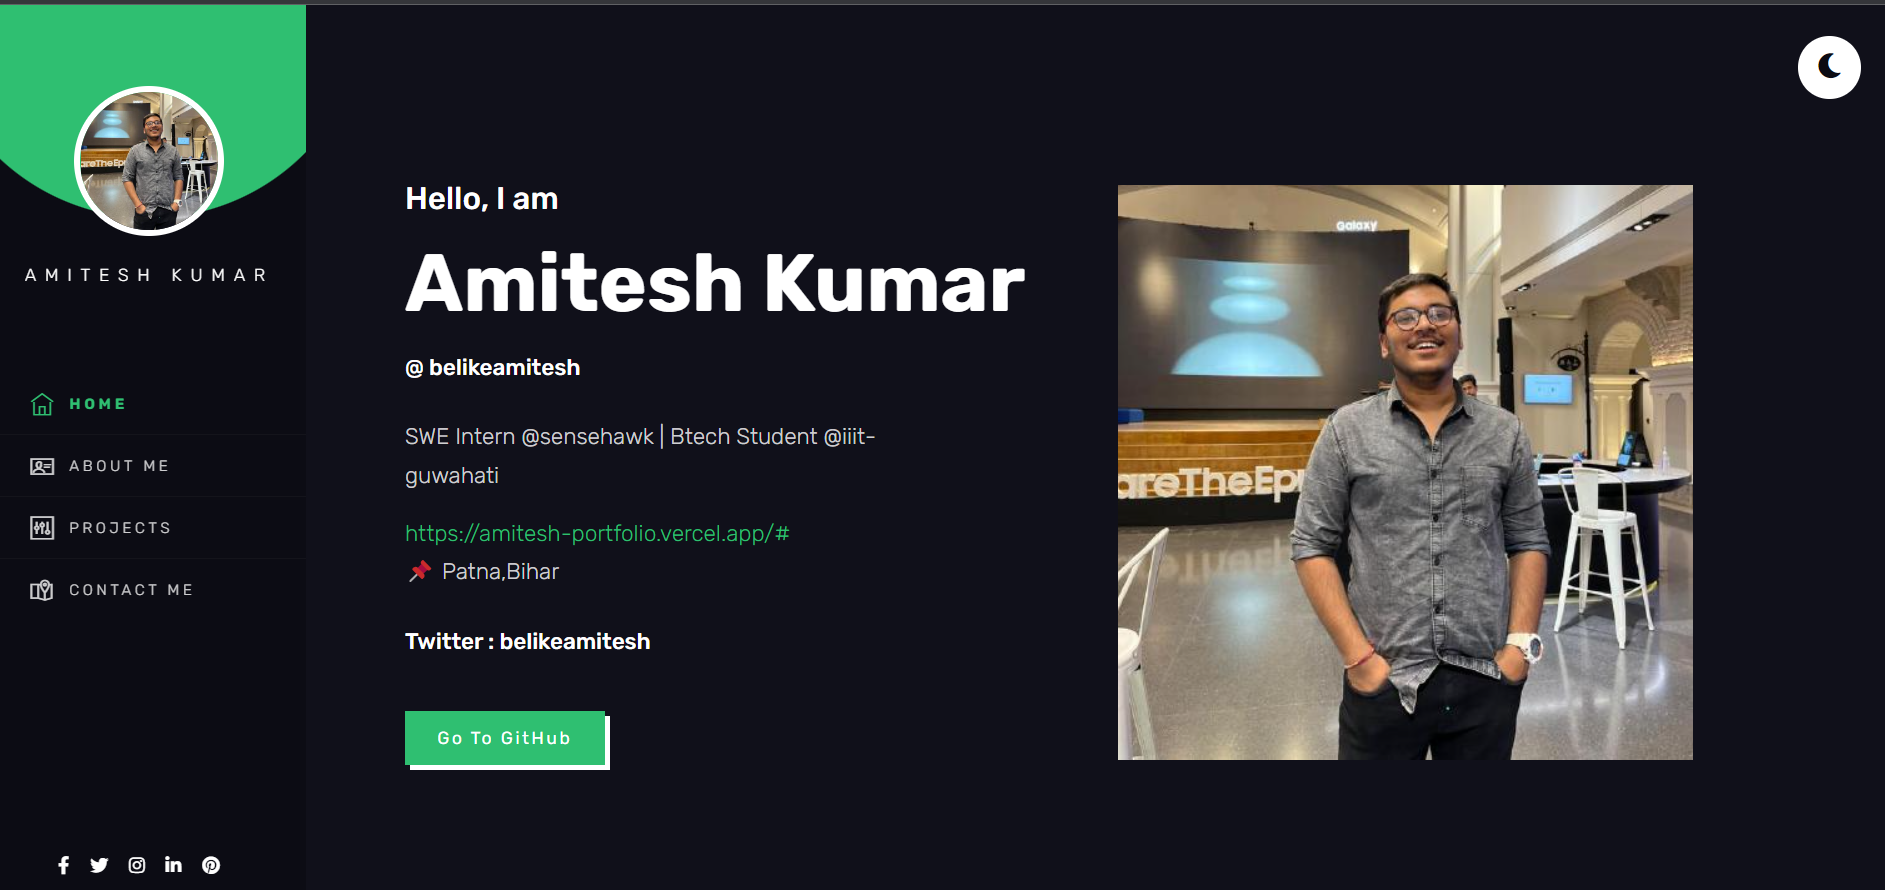 AMITESH KUMAR
HOME
ABOUT ME
PROJECTS
CONTACT ME
Hello, I am
Amitesh Kumar
@ belikeamitesh
SWE Intern @sensehawk | Btech Student @iiit-
guwahati
https://amitesh-portfolio.vercel.app/#
Patna,Bihar
Twitter : belikeamitesh
Go To GitHub
Galaxy
areTheEp